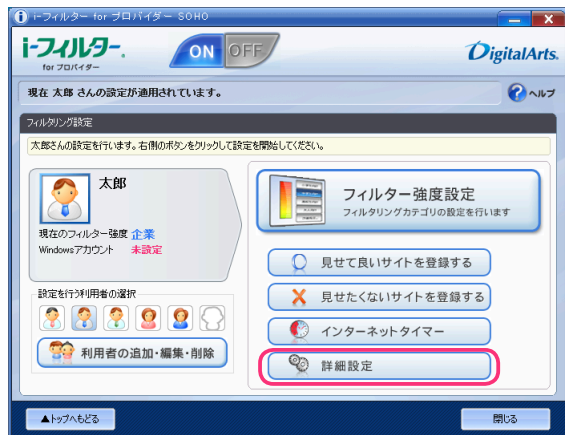 i-フィルター for プロバイダー SOHO
i-フィルター.
for プロバイダー
ON OFF
DigitalArts.
現在 太郎 さんの設定が適用されています。
ヘルプ
フィルタリング設定
太郎さんの設定を行います。右側のボタンをクリックして設定を開始してください。
太郎
現在のフィルター強度 企業
Windowsアカウント 未設定
設定を行う利用者の選択
利用者の追加・編集・削除
フィルター強度設定
フィルタリングカテゴリの設定を行います
見せて良いサイトを登録する
見せたくないサイトを登録する
インターネットタイマー
詳細設定
▲トップへもどる
閉じる